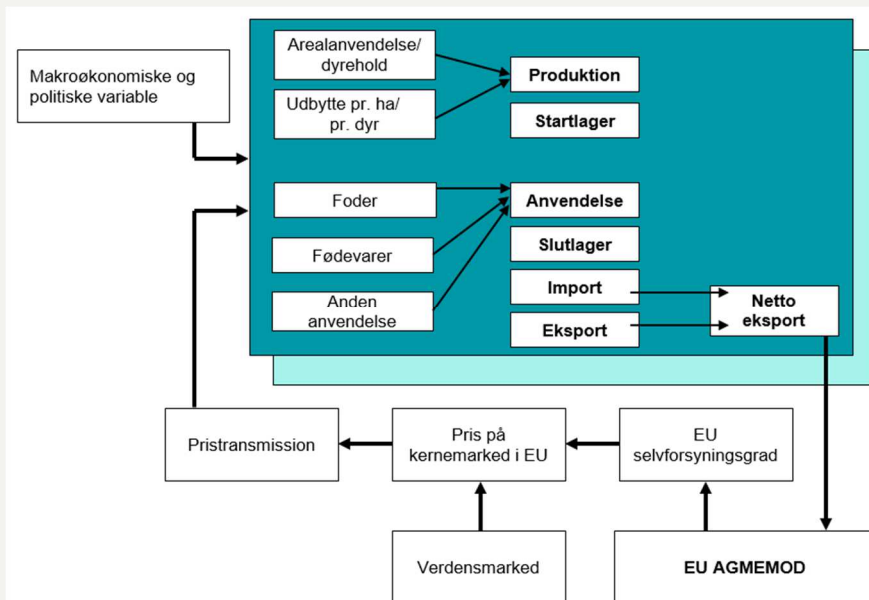 Makroøkonomiske og
politiske variable
Arealanvendelse/
dyrehold
Udbytte pr. ha/
pr. dyr
Produktion
Startlager
Foder
Fødevarer
Anden
anvendelse
Anvendelse
Slutlager
Import
Eksport
Netto
eksport
Pristransmission
Pris på
kernemarked i EU
EU
selvforsyningsgrad
Verdensmarked
EU AGMEMOD